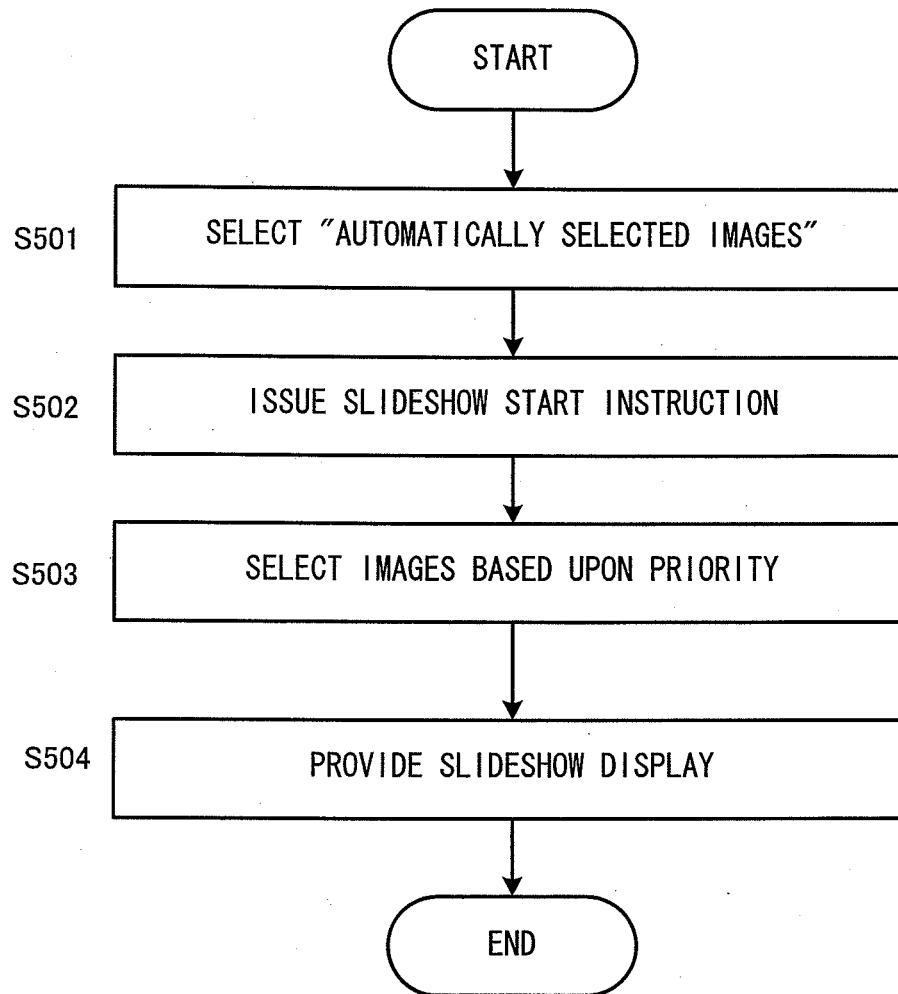 START
S501
SELECT "AUTOMATICALLY SELECTED IMAGES"
S502
ISSUE SLIDESHOW START INSTRUCTION
S503
SELECT IMAGES BASED UPON PRIORITY
S504
PROVIDE SLIDESHOW DISPLAY
END